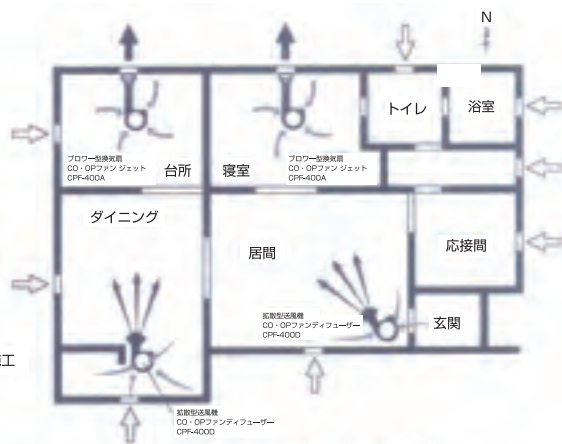 N
トイレ
浴室
ブロワー型換気扇
CO・OPファン ジェット
CPF-400A
台所
寝室
ブロワー型換気扇
CO・OPファン ジェット
CPF-400A
ダイニング
居間
応接間
拡散型送風機
CO・OPファンディフューザー
CPF-400D
玄関
工
拡散型送風機
CO・OPファンディフューザー
CPF-400D